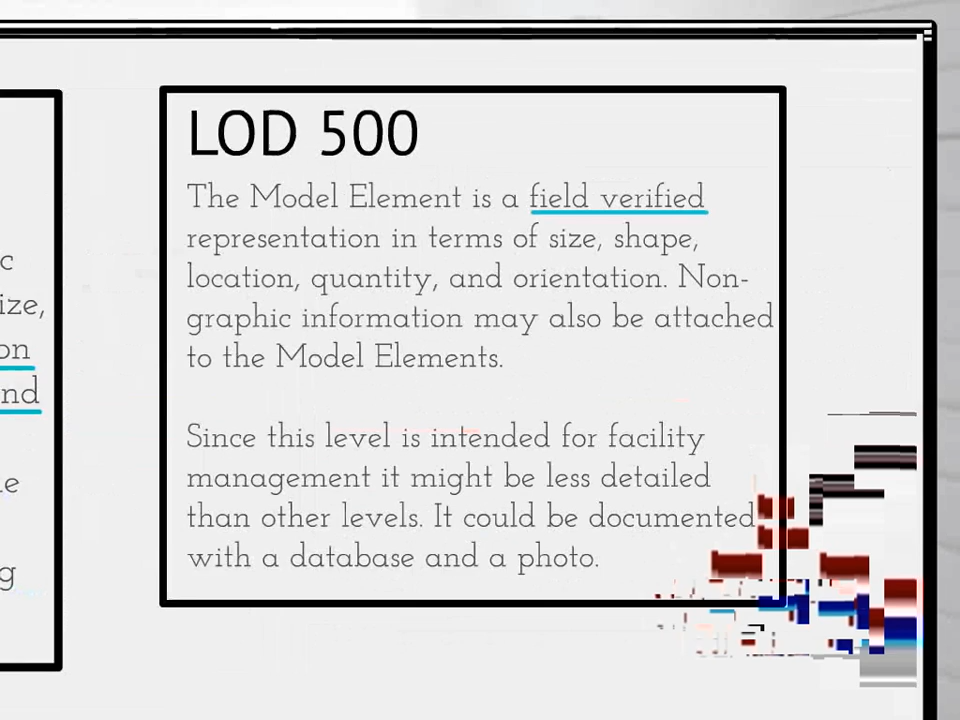 LOD 500
The Model Element is a field verified
representation in terms of size, shape,
location, quantity, and orientation. Non-
graphic information may also be attached
to the Model Elements.
Since this level is intended for facility
management it might be less detailed
than other levels. It could be documented
with a database and a photo.